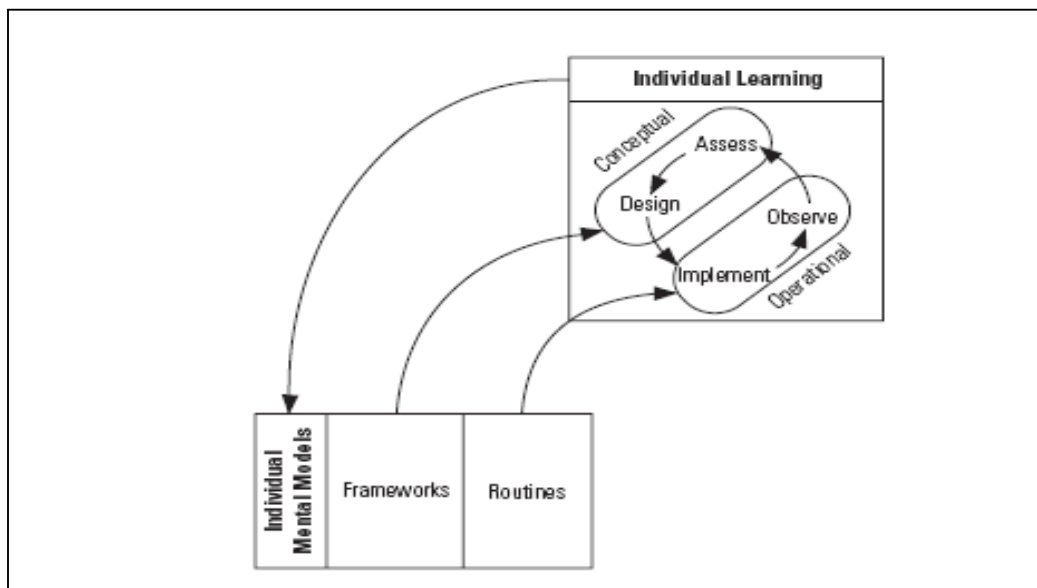 Individual Learning
Conceptual
Assess
Design
Observe
Implement
Operational
Individual
Mental Models
Frameworks
Routines